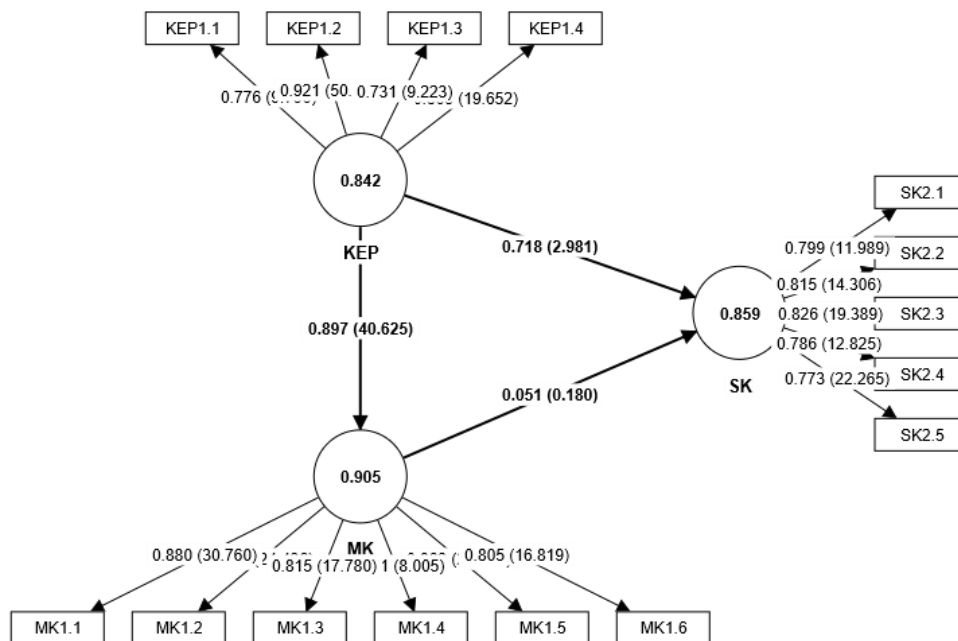 KEP1.1 KEP1.2 KEP1.3 KEP1.4
0.776 0.921 (50. 0.731 (9.223) (19.652)
0.842
KEP
SK2.1
0.718 (2.981)
0.799 (11.989)
SK2.2
0.815 (14.306)
0.859
0.826 (19.389)
SK2.3
0.897 (40.625)
0.786 (12.825)
SK2.4
SK
0.773 (22.265)
0.051 (0.180)
SK2.5
0.905
MK
0.880 (30.760) 0.815 (17.780) 1 (8.005) 0.805 (16.819)
MK1.1 MK1.2 MK1.3 MK1.4 MK1.5 MK1.6